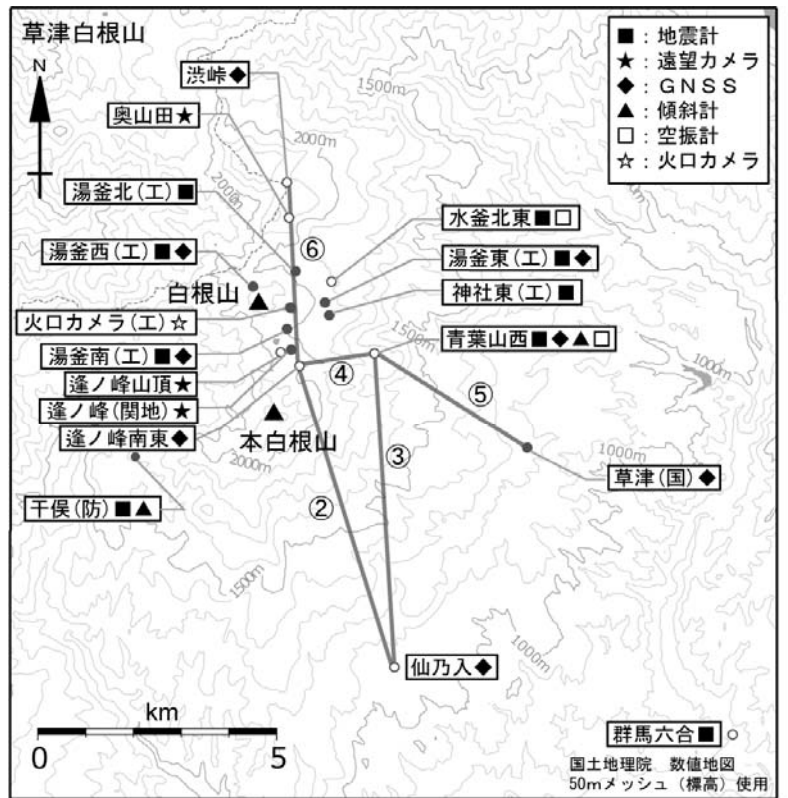 草津白根山
N
■：地震計
★：遠望カメラ
◆：ＧＮＳＳ
▲：傾斜計
□：空振計
☆：火口カメラ
渋峠◆
奥山田★
湯釜北(工)■
湯釜西(工)■◆
白根山
火口カメラ(工)☆
湯釜南(工)■◆
逢ノ峰山頂★
逢ノ峰(関地)★
逢ノ峰南東◆
本白根山
干俣(防)■▲
水釜北東■□
湯釜東(工)■◆
神社東(工)■
青葉山西■◆▲□
草津(国)◆
仙乃入◆
群馬六合■
⑥
④
⑤
③
②
1500m
2000m
2000m
1500m
1000m
1000m
2000m
1500m
1000m
km
0 5
国土地理院　数値地図
50mメッシュ（標高）使用